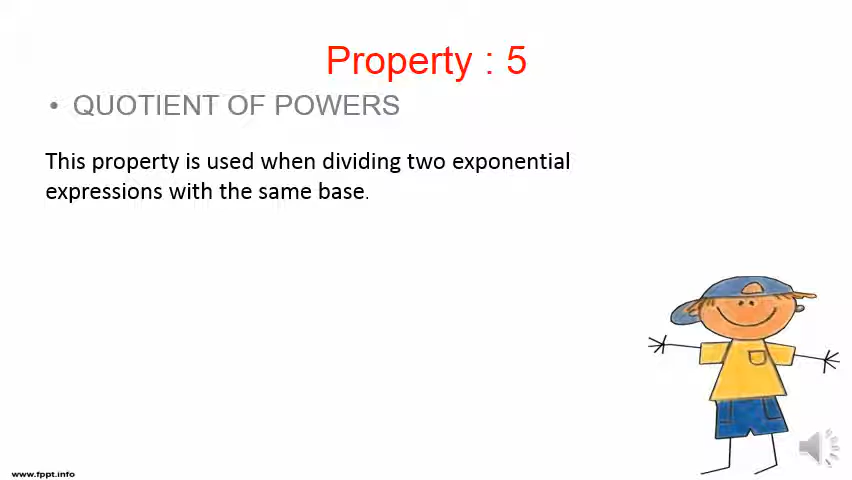 Property : 5
• QUOTIENT OF POWERS
This property is used when dividing two exponential
expressions with the same base.
www.fppt.info